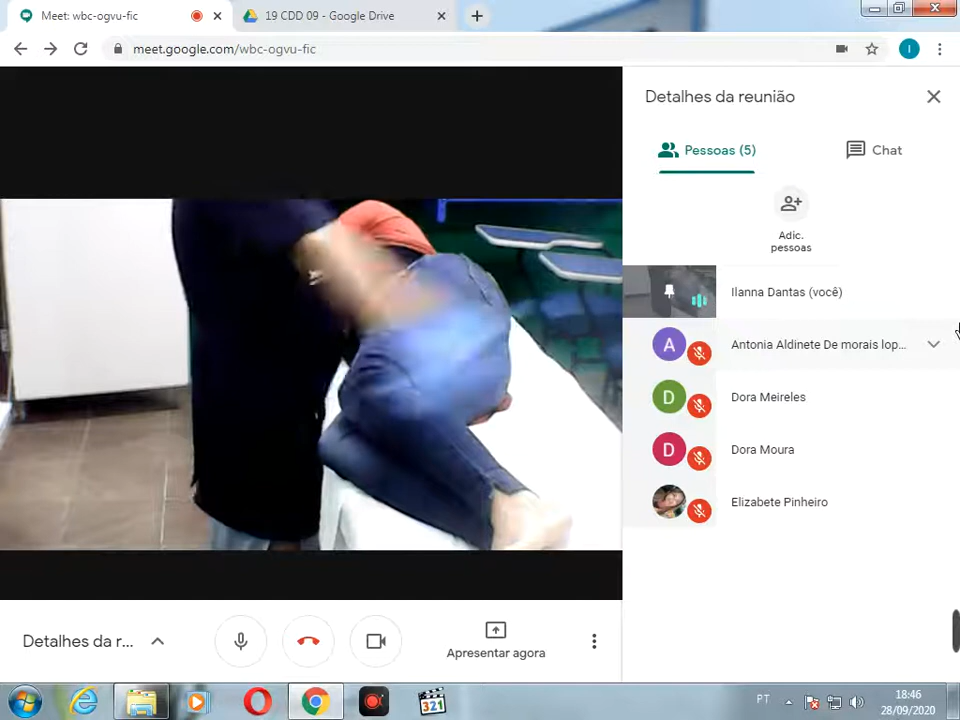 Meet: wbc-ogvu-fic
19 CDD 09 - Google Drive
meet.google.com/wbc-ogvu-fic
I
Detalhes da reunião
Pessoas (5)
Chat
Adic.
pessoas
Ilanna Dantas (você)
A
Antonia Aldinete De morais lop...
D
Dora Meireles
D
Dora Moura
Elizabete Pinheiro
Detalhes da r...
Apresentar agora
321
PT
18:46
28/09/2020